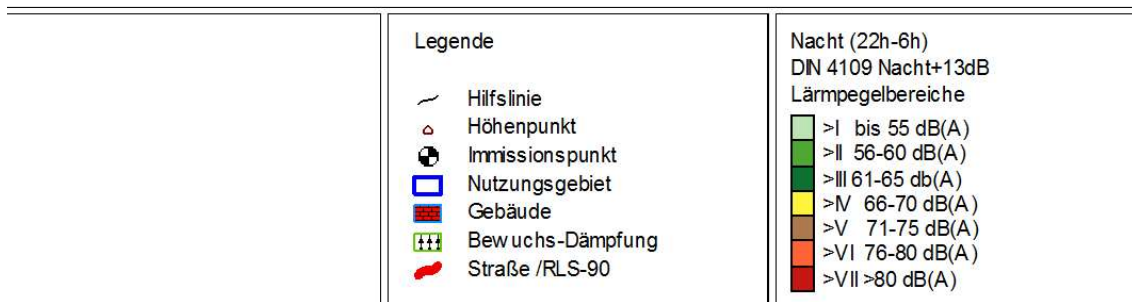 Legende
Hilfslinie
Höhenpunkt
Immissionspunkt
Nutzungsgebiet
Gebäude
Bewuchs-Dämpfung
Straße /RLS-90
Nacht (22h-6h)
DIN 4109 Nacht+13dB
Lärmpegelbereiche
>I bis 55 dB(A)
>II 56-60 dB(A)
>III 61-65 db(A)
>IV 66-70 dB(A)
>V 71-75 dB(A)
>VI 76-80 dB(A)
>VII >80 dB(A)